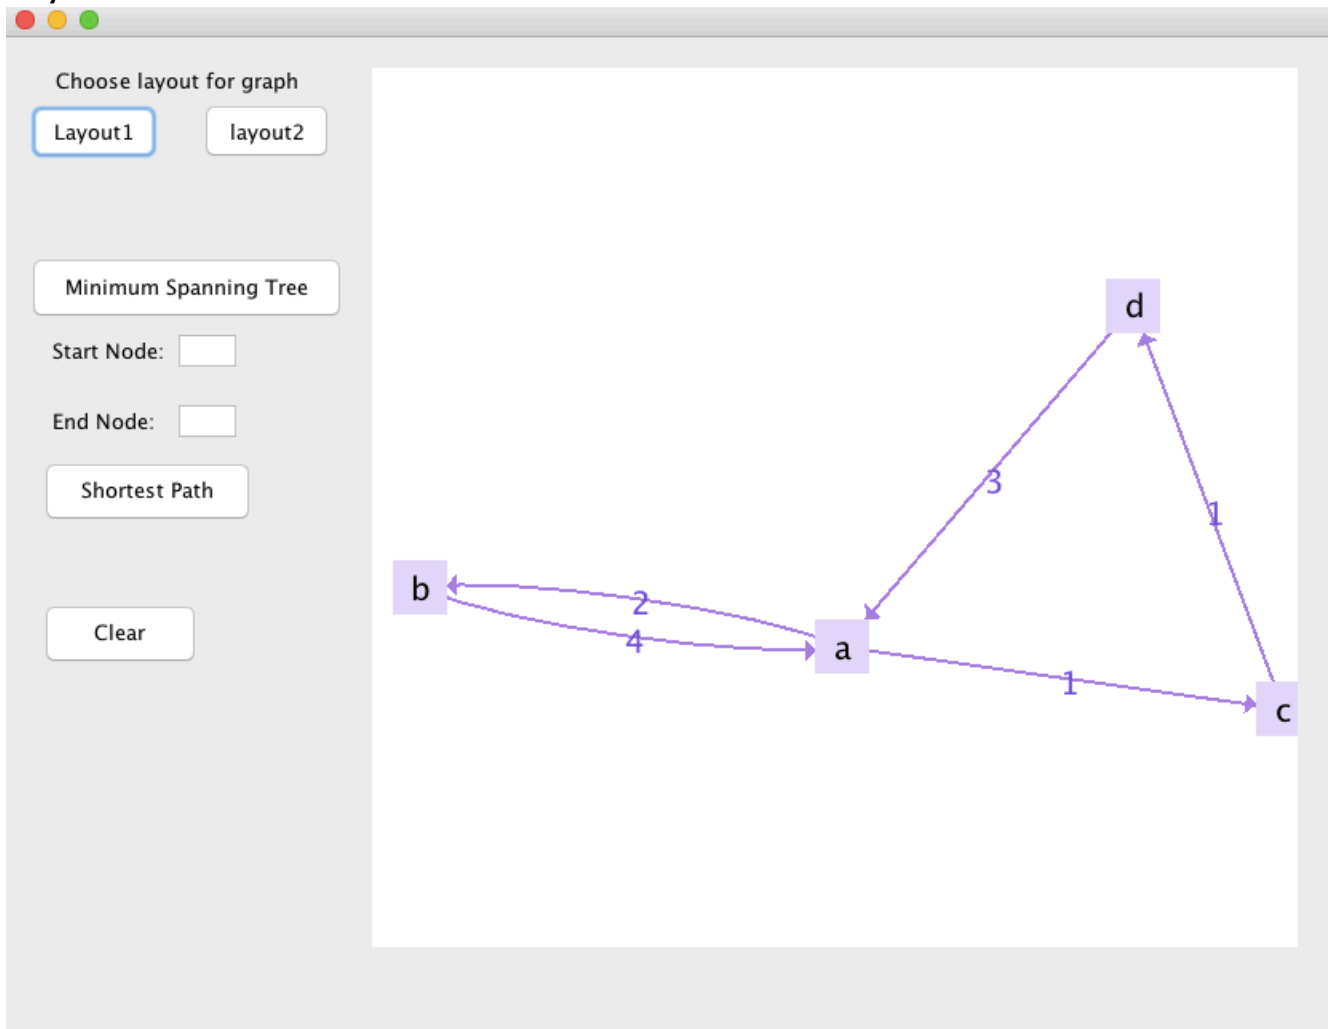 Choose layout for graph
Layout1 layout2
Minimum Spanning Tree
Start Node:
End Node:
Shortest Path
Clear
d
3
1
b
2
4
a
1
c